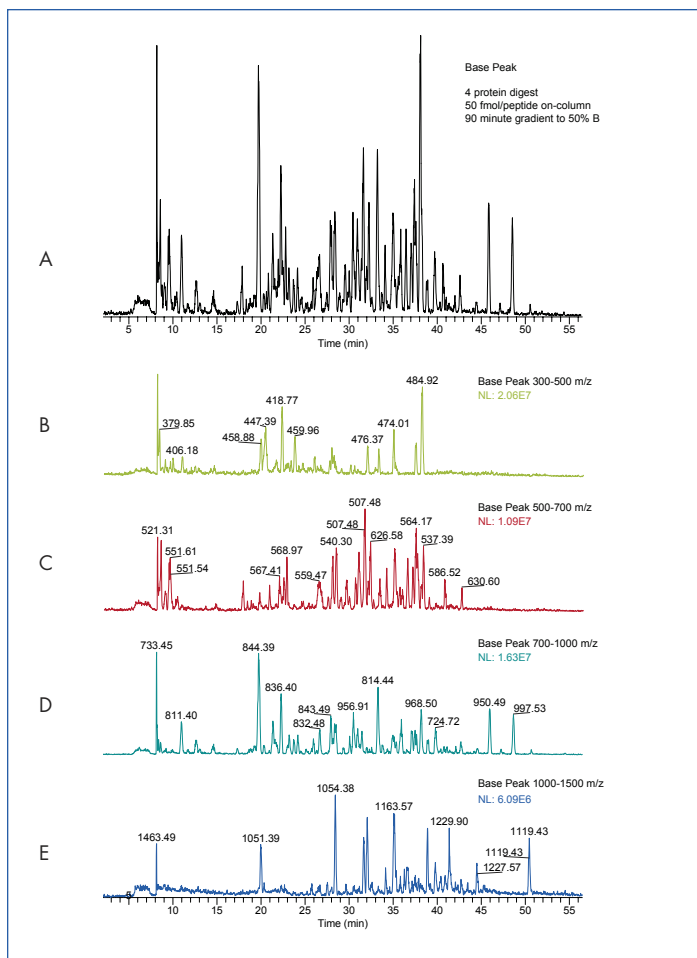 Base Peak
4 protein digest
50 fmol/peptide on-column
90 minute gradient to 50% B
A
5 10 15 20 25 30 35 40 45 50 55
Time (min)
B
Base Peak 300-500 m/z
NL: 2.06E7
379.85
406.18
458.88
447.39
418.77
459.96
476.37
474.01
484.92
C
Base Peak 500-700 m/z
NL: 1.09E7
521.31
551.61
551.54
567.41
568.97
559.47
540.30
507.48
507.48
626.58
564.17
537.39
586.52
630.60
D
Base Peak 700-1000 m/z
NL: 1.63E7
733.45
811.40
844.39
836.40
832.48
843.49
956.91
814.44
968.50
724.72
950.49
997.53
E
Base Peak 1000-1500 m/z
NL: 6.09E6
1463.49
1051.39
1054.38
1163.57
1229.90
1227.57
1119.43
1119.43
10 15 20 25 30 35 40 45 50 55
Time (min)